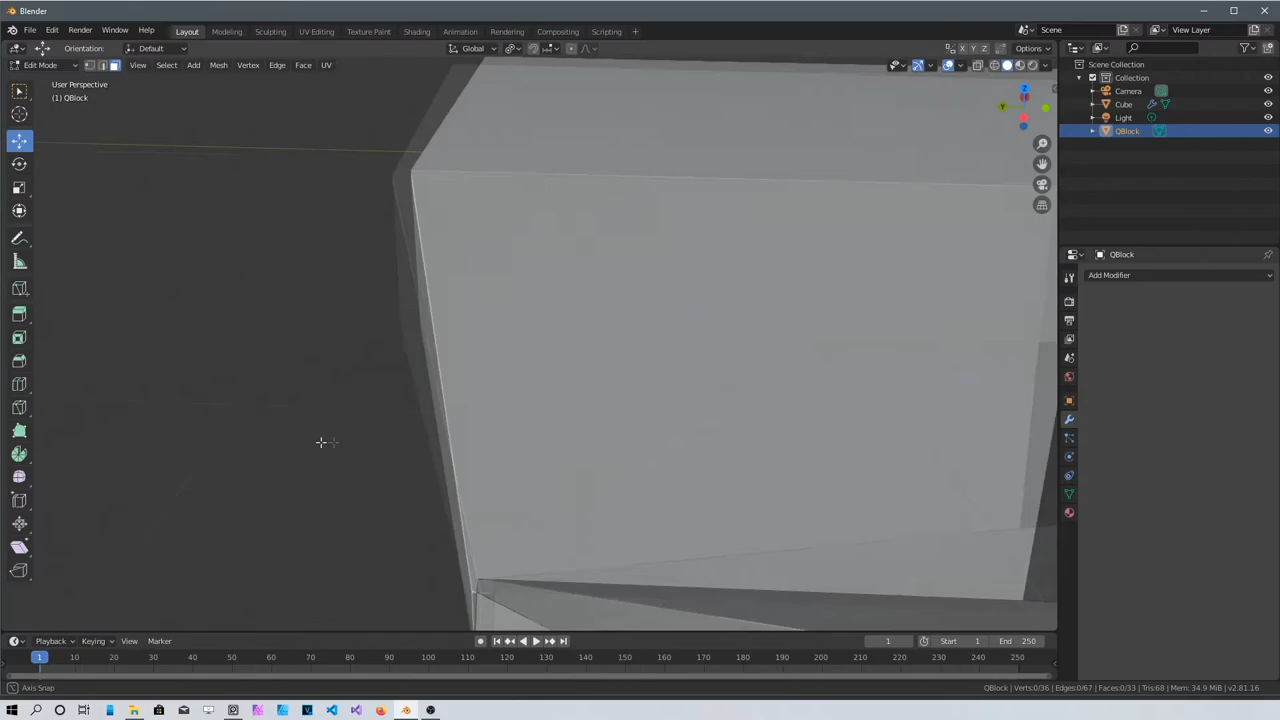 Blender
File Edit Render Window Help Layout Modeling Sculpting UV Editing Texture Paint Shading Animation Rendering Compositing Scripting Scene View Layer
Orientation: Default Global X Y Z Options
Edit Mode View Select Add Mesh Vertex Edge Face UV
User Perspective
(1) QBlock
Z
Y
Scene Collection
Collection
Camera
Cube
Light
QBlock
QBlock
Add Modifier
Playback Keying View Marker 1 Start 1 End 250
1 10 20 30 40 50 60 70 80 90 100 110 120 130 140 150 160 170 180 190 200 210 220 230 240 250
Axis Snap QBlock | Verts:0/36 | Edges:0/67 | Faces:0/33 | Tris:68 | Mem: 34.9 MiB | v2.81.16